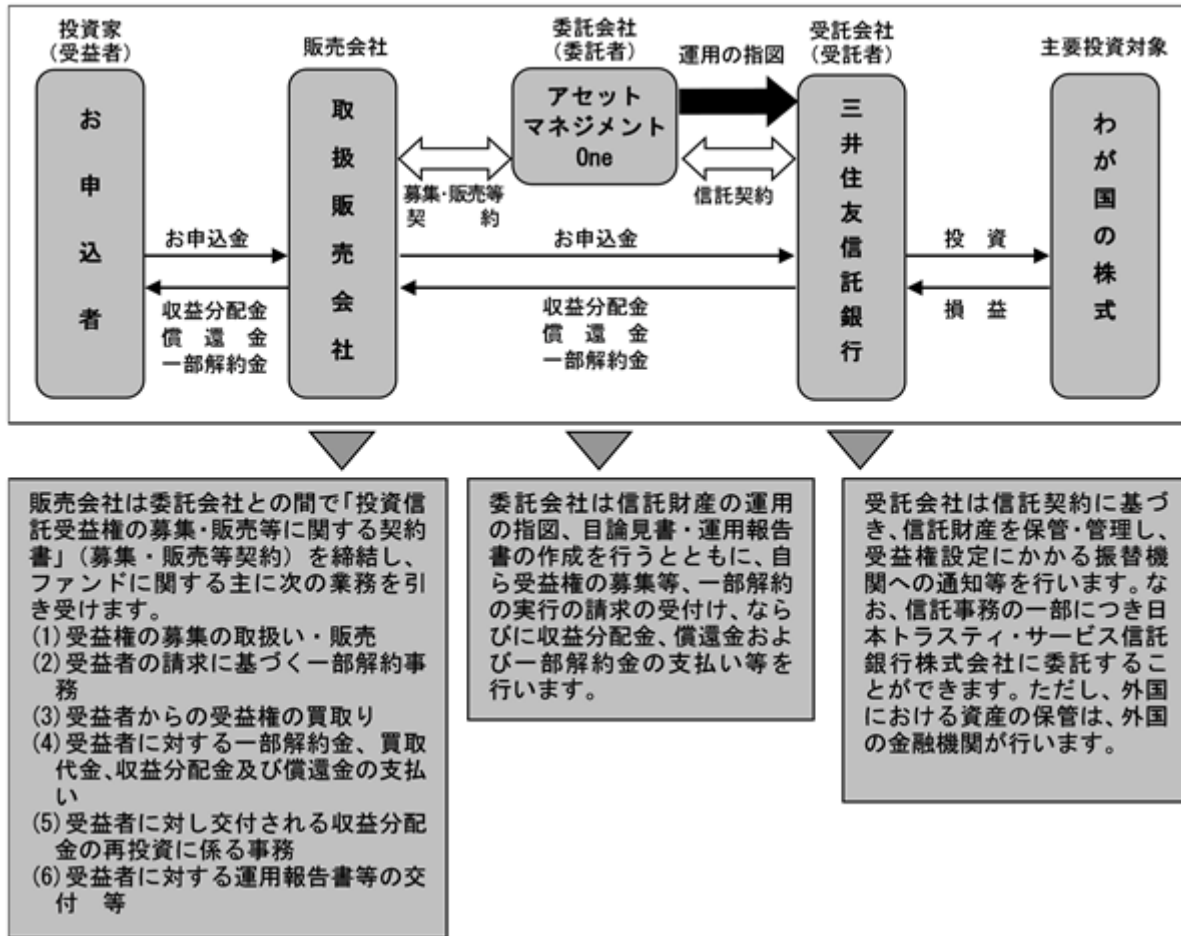 投資家
（受益者）
お申込者
販売会社
取扱販売会社
委託会社
（委託者）
アセット
マネジメント
One
運用の指図
受託会社
（受託者）
三井住友信託銀行
主要投資対象
わが国の株式
募集・販売等
契　約
信託契約
お申込金
お申込金
投　資
収益分配金
償　還　金
一部解約金
収益分配金
償　還　金
一部解約金
損　益
販売会社は委託会社との間で「投資信
託受益権の募集・販売等に関する契約
書」（募集・販売等契約）を締結し、
ファンドに関する主に次の業務を引
き受けます。
(1)受益権の募集の取扱い・販売
(2)受益者の請求に基づく一部解約事
務
(3)受益者からの受益権の買取り
(4)受益者に対する一部解約金、買取
代金、収益分配金及び償還金の支払
い
(5)受益者に対し交付される収益分配
金の再投資に係る事務
(6)受益者に対する運用報告書等の交
付　等
委託会社は信託財産の運用
の指図、目論見書・運用報告
書の作成を行うとともに、自
ら受益権の募集等、一部解約
の実行の請求の受付け、なら
びに収益分配金、償還金およ
び一部解約金の支払い等を
行います。
受託会社は信託契約に基づ
き、信託財産を保管・管理し、
受益権設定にかかる振替機
関への通知等を行います。な
お、信託事務の一部につき日
本トラスティ・サービス信託
銀行株式会社に委託するこ
とができます。ただし、外国
における資産の保管は、外国
の金融機関が行います。